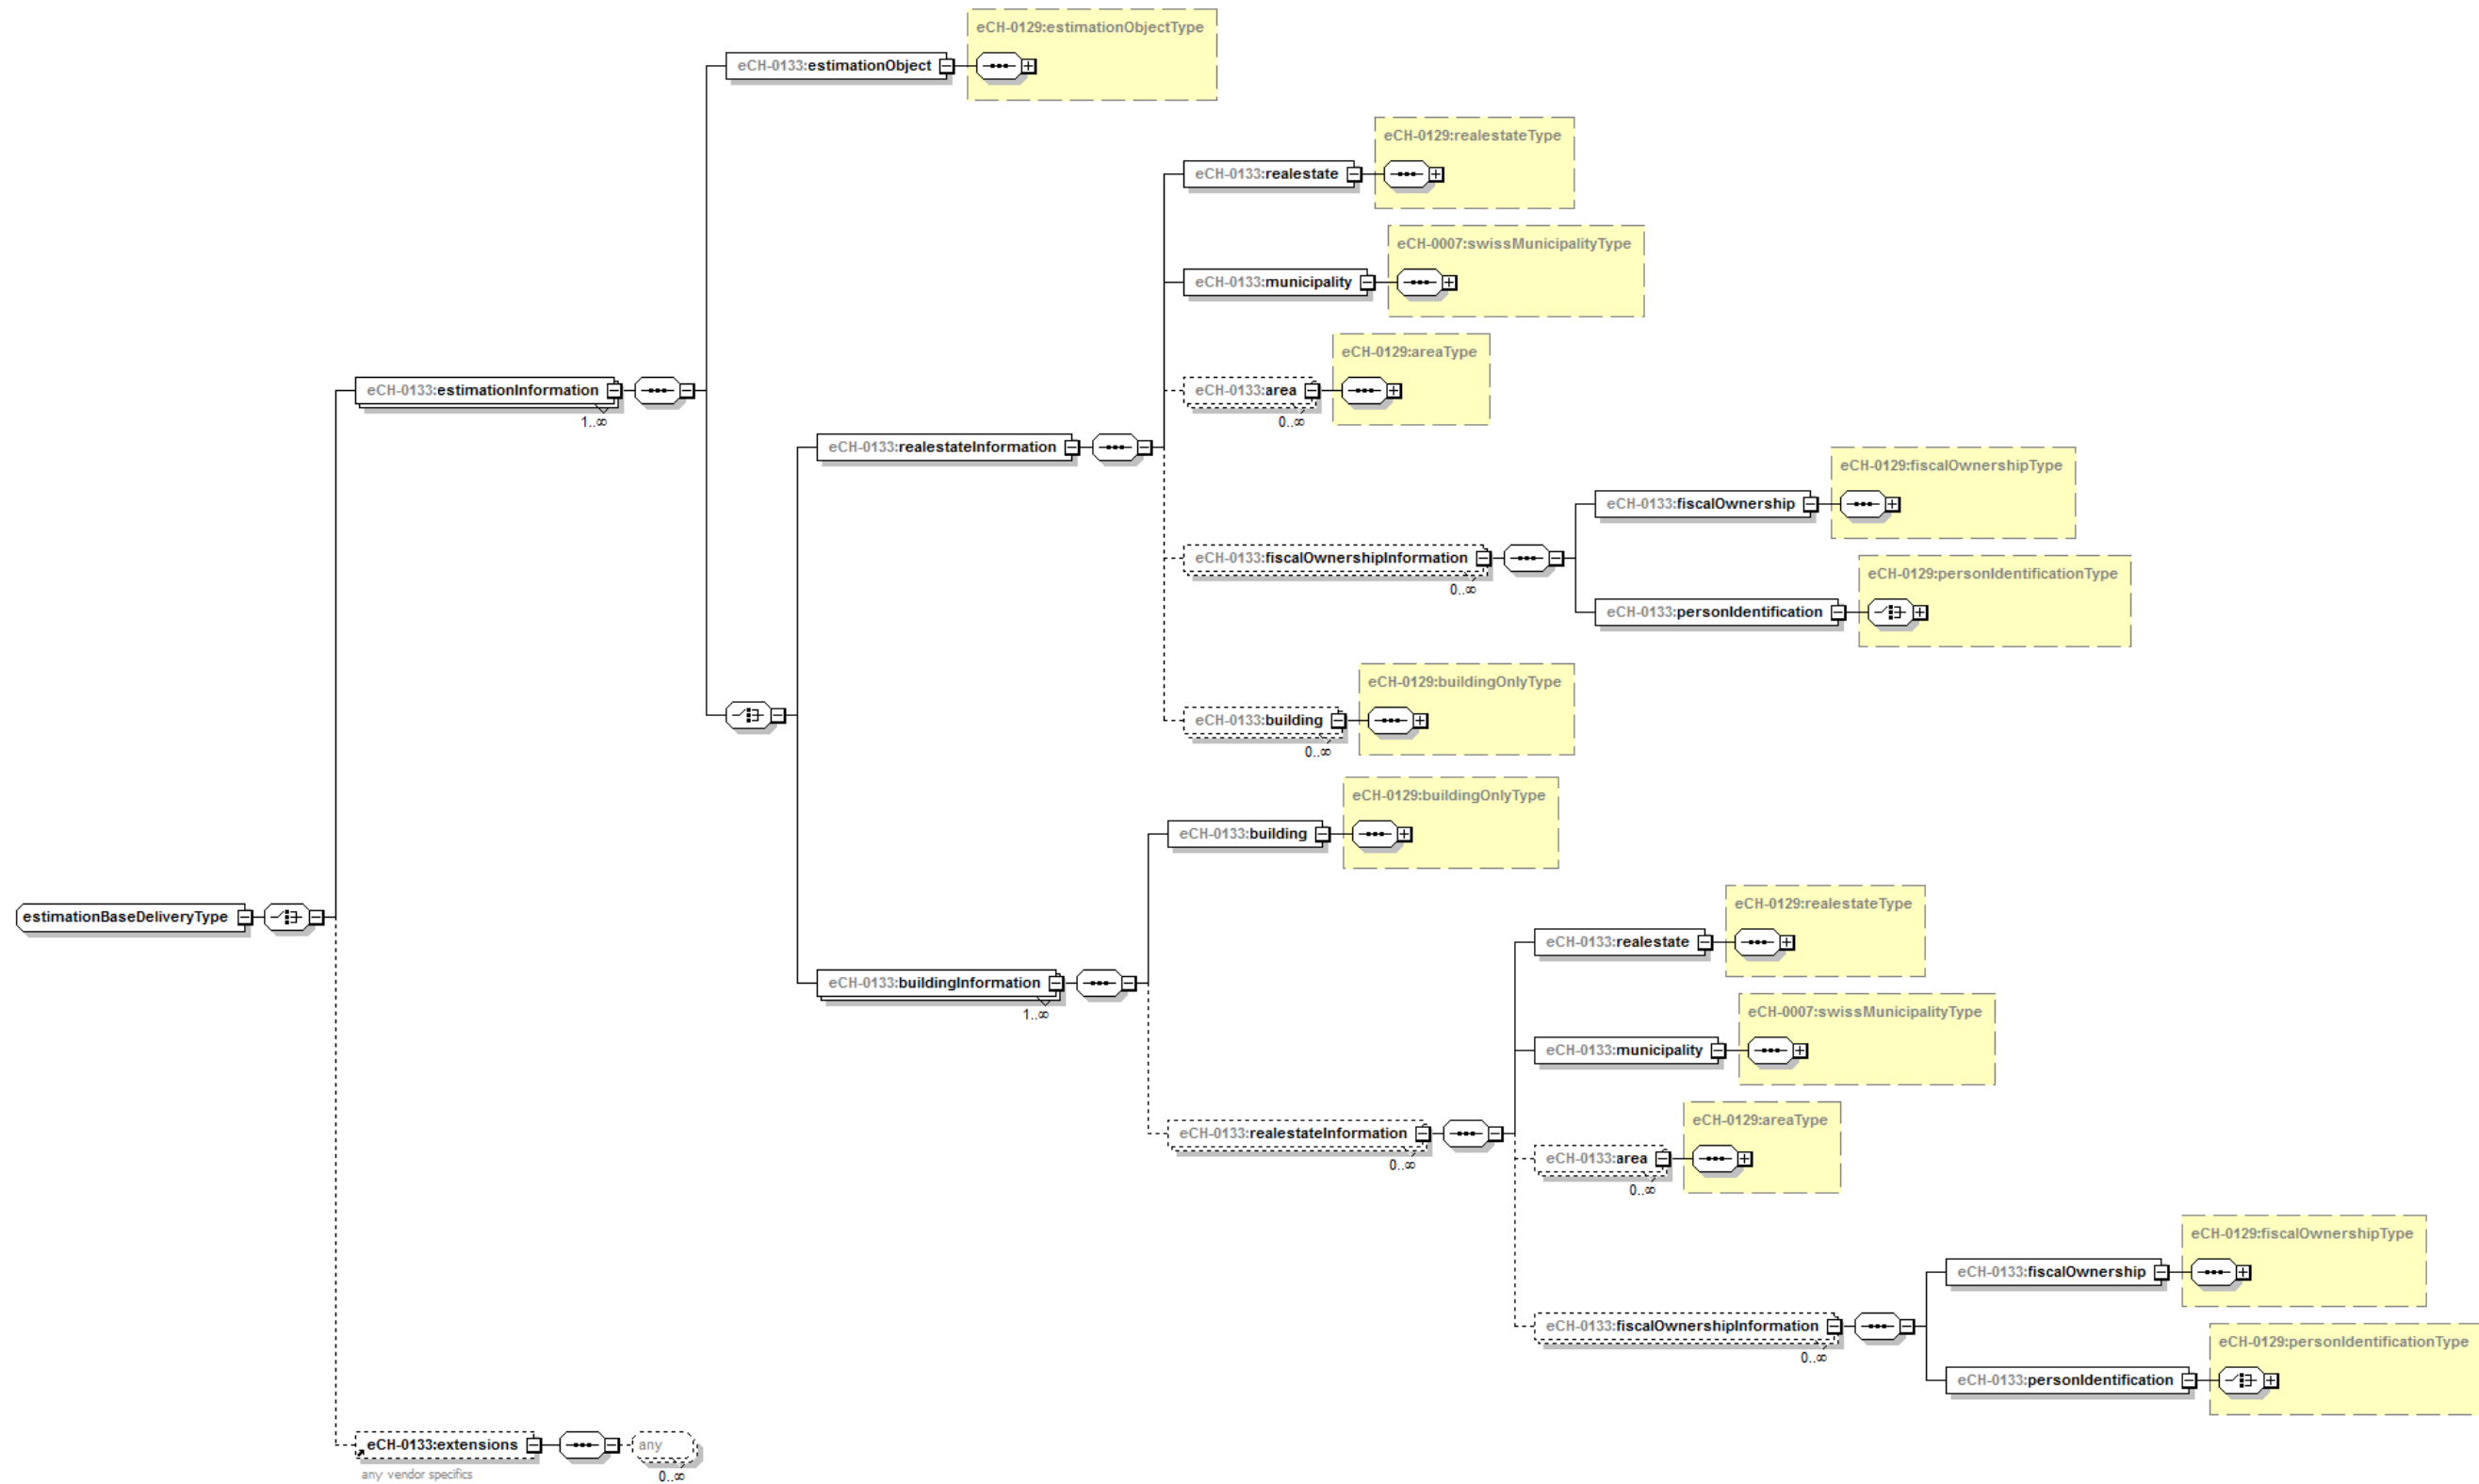 eCH-0129:estimationObjectType
eCH-0133:estimationObject
eCH-0129:realestateType
eCH-0133:realestate
eCH-0007:swissMunicipalityType
eCH-0133:municipality
eCH-0129:areaType
eCH-0133:estimationInformation
1..∞
eCH-0133:area
0..∞
eCH-0133:realestateInformation
eCH-0129:fiscalOwnershipType
eCH-0133:fiscalOwnership
eCH-0133:fiscalOwnershipInformation
0..∞
eCH-0129:personIdentificationType
eCH-0133:personIdentification
eCH-0129:buildingOnlyType
eCH-0133:building
0..∞
eCH-0129:buildingOnlyType
eCH-0133:building
estimationBaseDeliveryType
eCH-0129:realestateType
eCH-0133:realestate
eCH-0133:buildingInformation
1..∞
eCH-0007:swissMunicipalityType
eCH-0133:municipality
eCH-0133:realestateInformation
0..∞
eCH-0129:areaType
eCH-0133:area
0..∞
eCH-0129:fiscalOwnershipType
eCH-0133:fiscalOwnership
eCH-0133:fiscalOwnershipInformation
0..∞
eCH-0129:personIdentificationType
eCH-0133:personIdentification
eCH-0133:extensions
any
0..∞
any vendor specifics